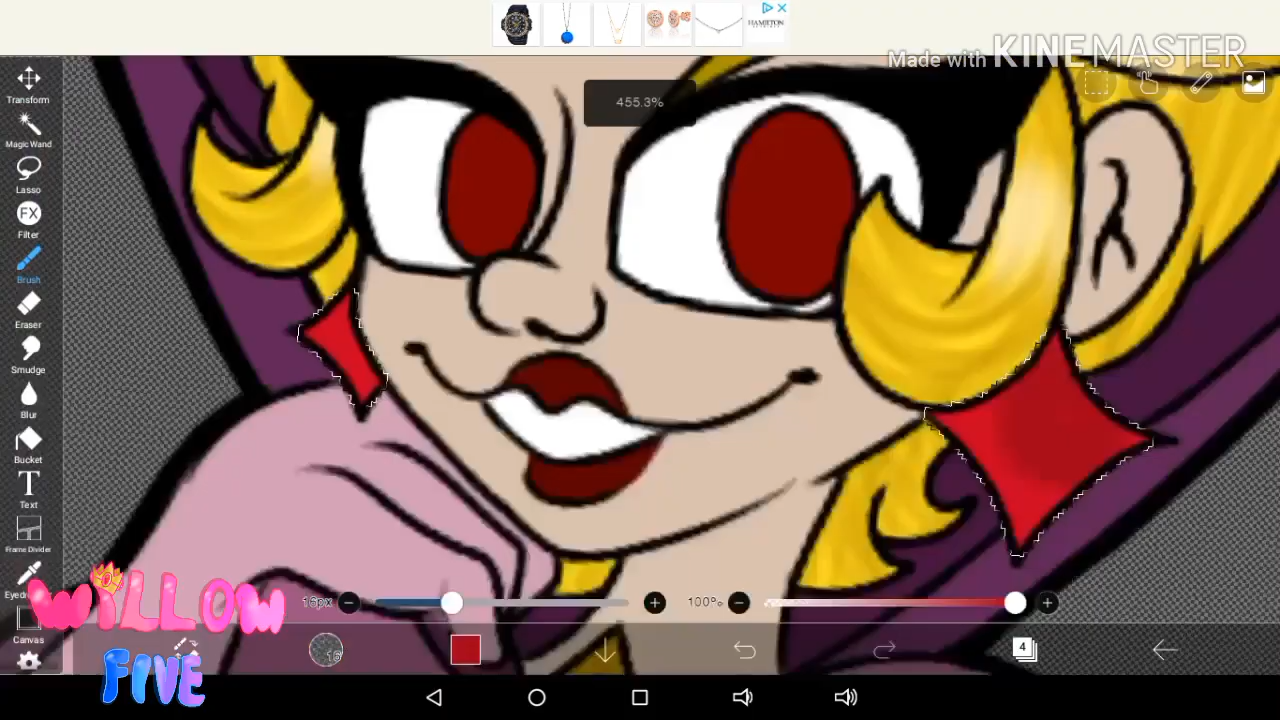 HAMILTON
Made with KINEMASTER
455.3%
Transform
Magic Wand
Lasso
FX
Filter
Brush
Eraser
Smudge
Blur
Bucket
T
Text
Frame Divider
Canvas
16px
100%
16
4
WILLOW
FIVE